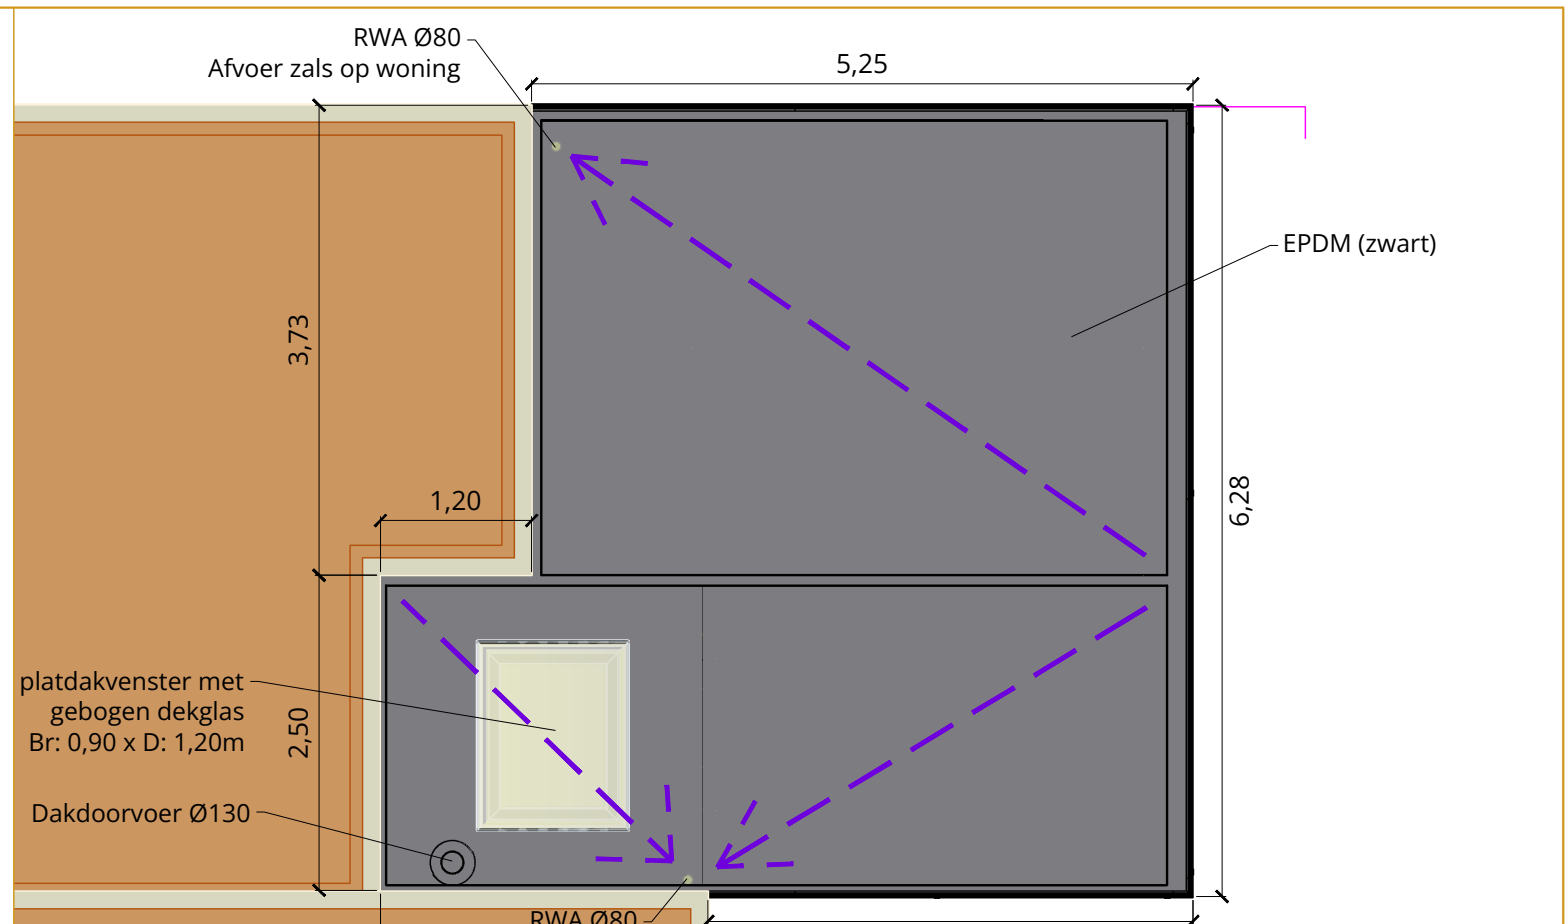 RWA Ø80
Afvoer zals op woning
5,25
EPDM (zwart)
3,73
1,20
6,28
platdakvenster met
gebogen dekglas
Br: 0,90 x D: 1,20m
2,50
Dakdoorvoer Ø130
RWA Ø80